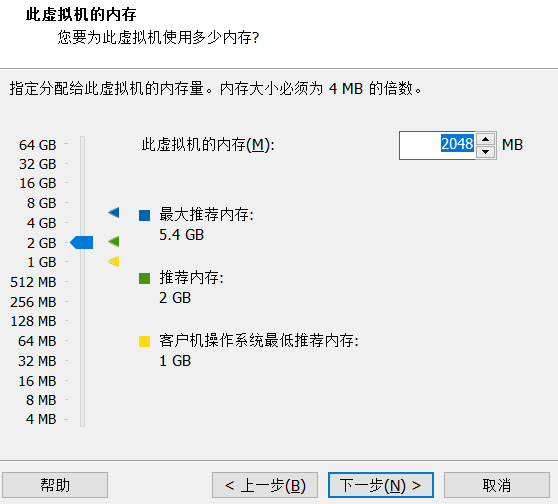 此虚拟机的内存
您要为此虚拟机使用多少内存?
指定分配给此虚拟机的内存量。内存大小必须为 4 MB 的倍数。
64 GB
32 GB
16 GB
8 GB
4 GB
2 GB
1 GB
512 MB
256 MB
128 MB
64 MB
32 MB
16 MB
8 MB
4 MB
此虚拟机的内存(M): 2048 MB
最大推荐内存:
5.4 GB
推荐内存:
2 GB
客户机操作系统最低推荐内存:
1 GB
帮助 < 上一步(B) 下一步(N) > 取消